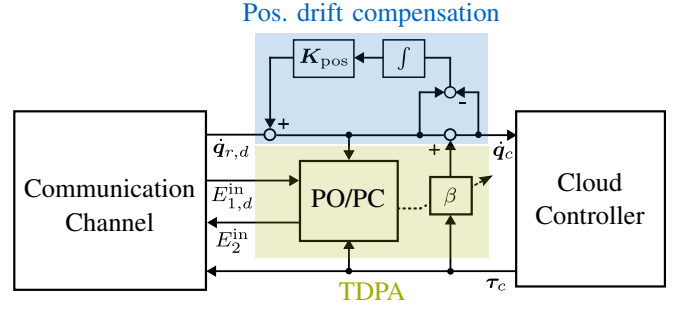 Pos. drift compensation
K_pos
∫
+
-
q̇_{r,d}
+
q̇_c
Communication
Channel
E^{in}_{1,d}
PO/PC
β
Cloud
Controller
E^{in}_2
τ_c
TDPA